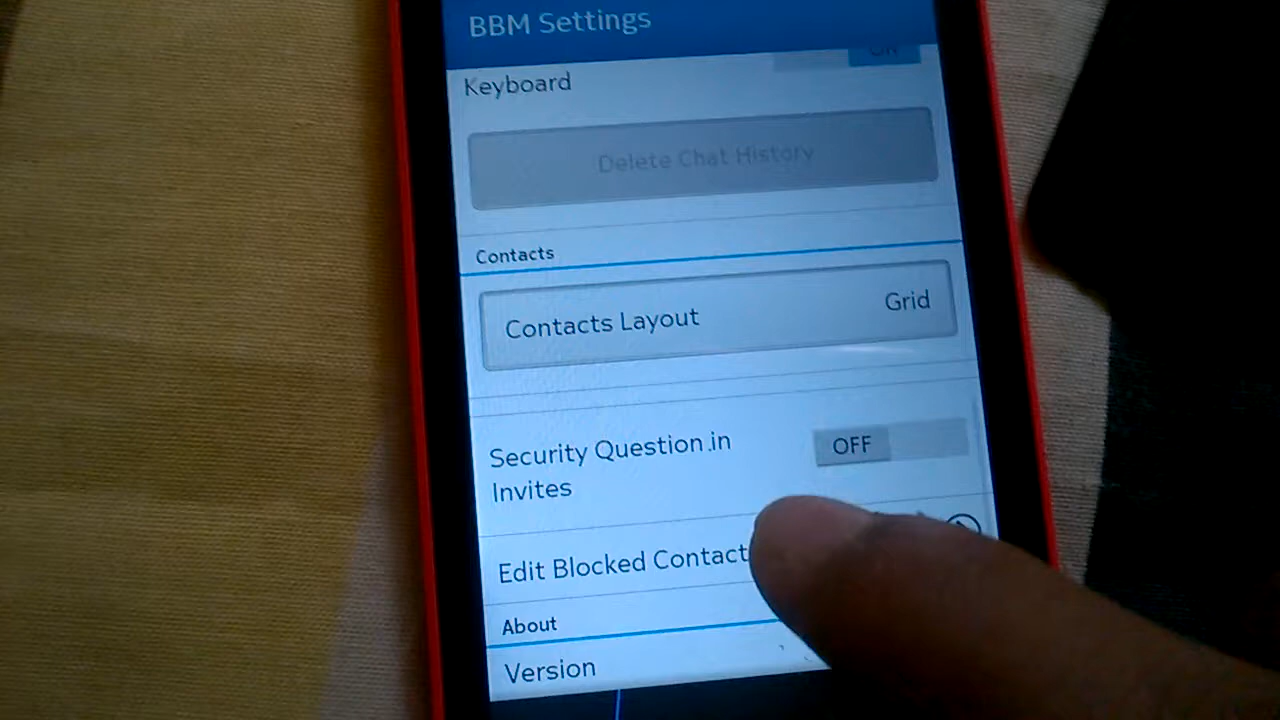 BBM Settings
ON
Keyboard
Delete Chat History
Contacts
Contacts Layout
Grid
Security Question in
Invites
OFF
Edit Blocked Contact
About
Version